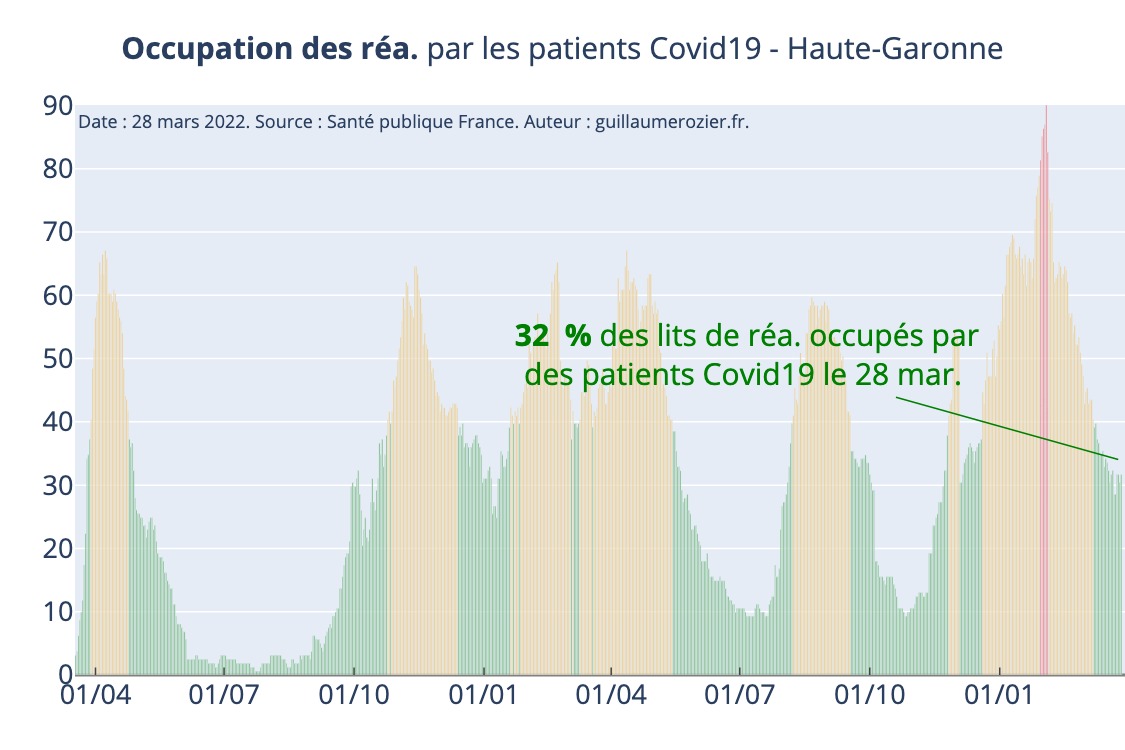 Occupation des réa. par les patients Covid19 - Haute-Garonne
90
Date : 28 mars 2022. Source : Santé publique France. Auteur : guillaumerozier.fr.
80
70
60
32 % des lits de réa. occupés par
50
des patients Covid19 le 28 mar.
40
30
20
10
0
01/04 01/07 01/10 01/01 01/04 01/07 01/10 01/01